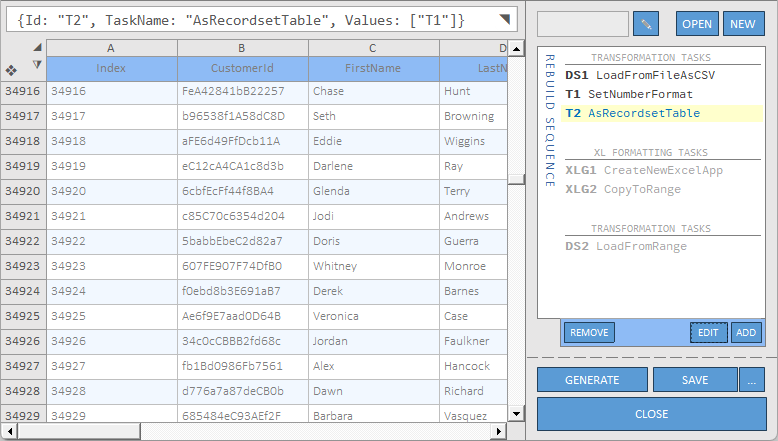 {Id: "T2", TaskName: "AsRecordsetTable", Values: ["T1"]}
A B C D
Index CustomerId FirstName LastN
34916 34916 FeA42841bB22257 Chase Hunt
34917 34917 b96538f1A58dC8D Seth Browning
34918 34918 aFE6d49FfDcb11A Eddie Wiggins
34919 34919 eC12cA4CA1c8d3b Darlene Ray
34920 34920 6cbfEcFf44f8BA4 Glenda Terry
34921 34921 c85C70c6354d204 Jodi Andrews
34922 34922 5babbEbeC2d82a7 Doris Guerra
34923 34923 607FE907F74DfB0 Whitney Monroe
34924 34924 f0ebd8b3E691aB7 Derek Barnes
34925 34925 Ae6f9E7aad0D64B Veronica Case
34926 34926 34c0cCBBB2fd68c Jordan Faulkner
34927 34927 fb1Bd0986Fb7561 Alex Hancock
34928 34928 d776a7a87deCB0b Dawn Richard
34929 34929 685484eC93AEf2F Barbara Vasquez
OPEN NEW
REBUILD SEQUENCE
TRANSFORMATION TASKS
DS1 LoadFromFileAsCSV
T1 SetNumberFormat
T2 AsRecordsetTable
XL FORMATTING TASKS
XLG1 CreateNewExcelApp
XLG2 CopyToRange
TRANSFORMATION TASKS
DS2 LoadFromRange
REMOVE EDIT ADD
GENERATE SAVE ...
CLOSE